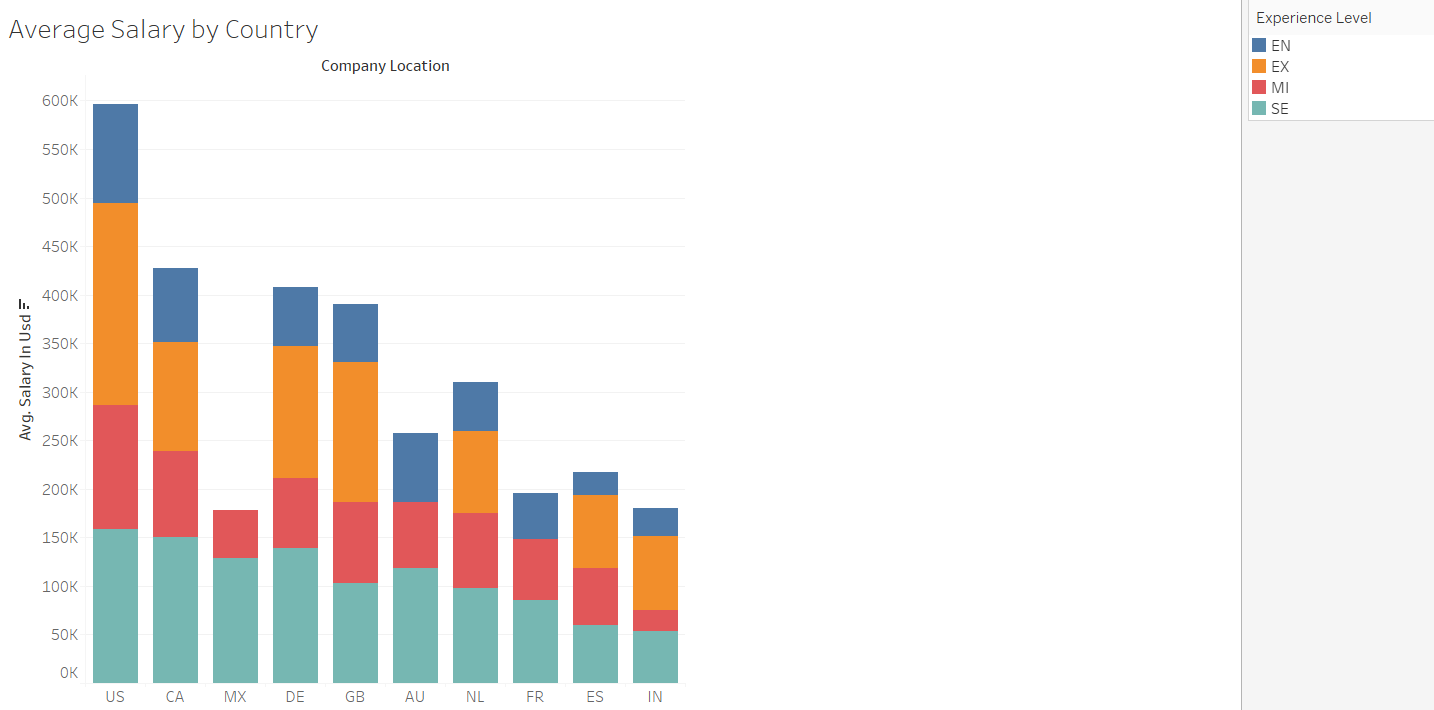 Average Salary by Country
Company Location
Avg. Salary In Usd
600K
550K
500K
450K
400K
350K
300K
250K
200K
150K
100K
50K
0K
US CA MX DE GB AU NL FR ES IN
Experience Level
EN
EX
MI
SE